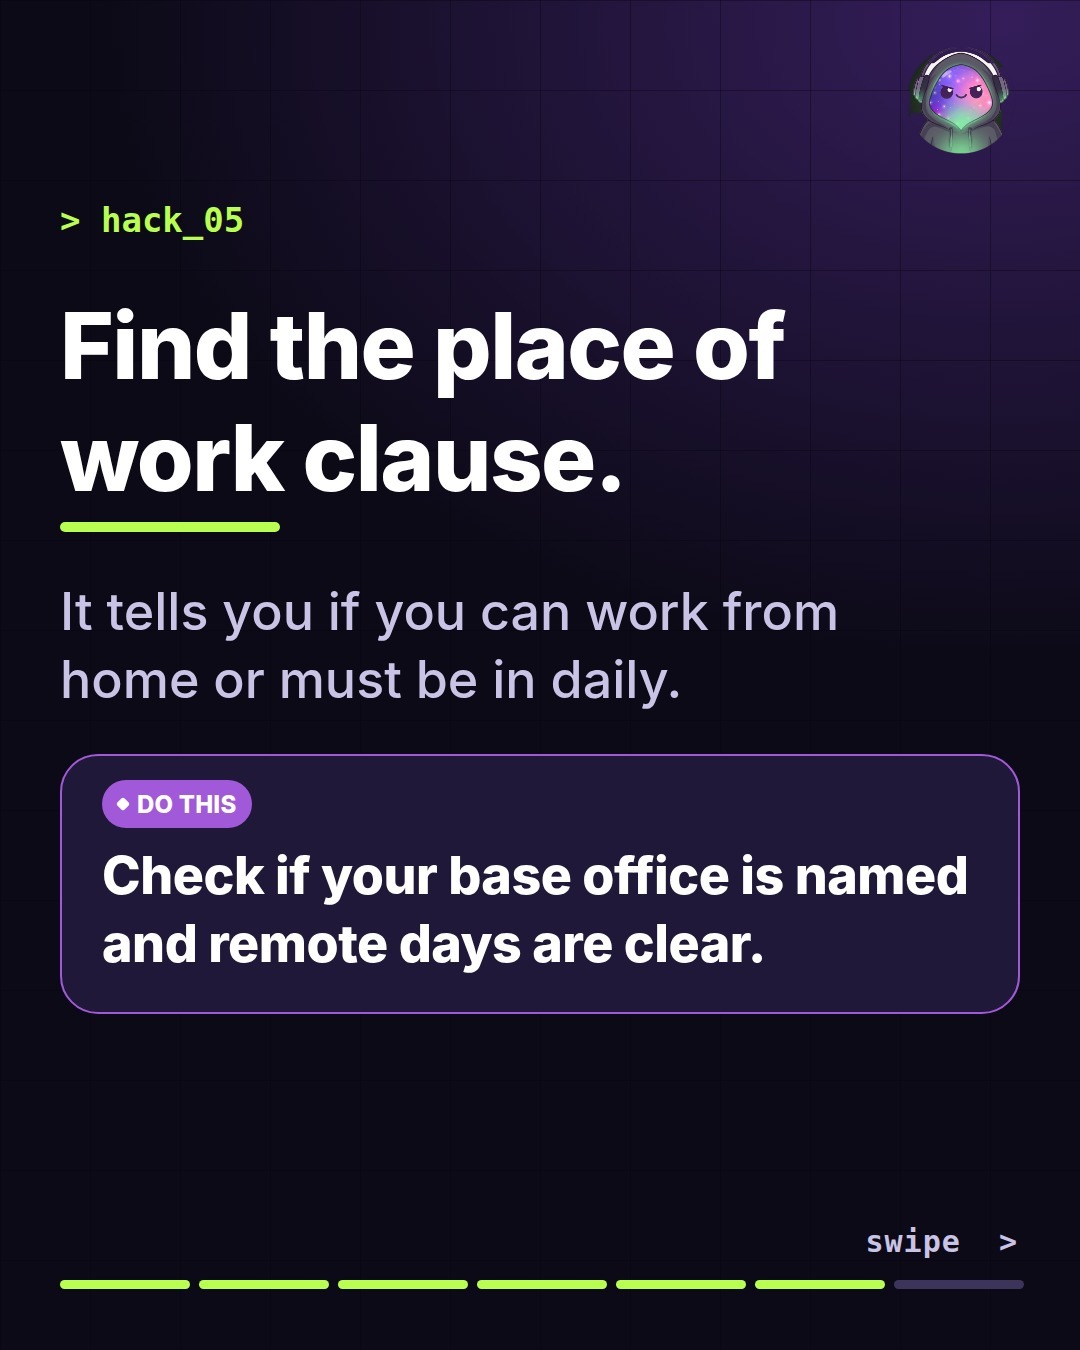 > hack_05
Find the place of
work clause.
It tells you if you can work from
home or must be in daily.
DO THIS
Check if your base office is named
and remote days are clear.
swipe >